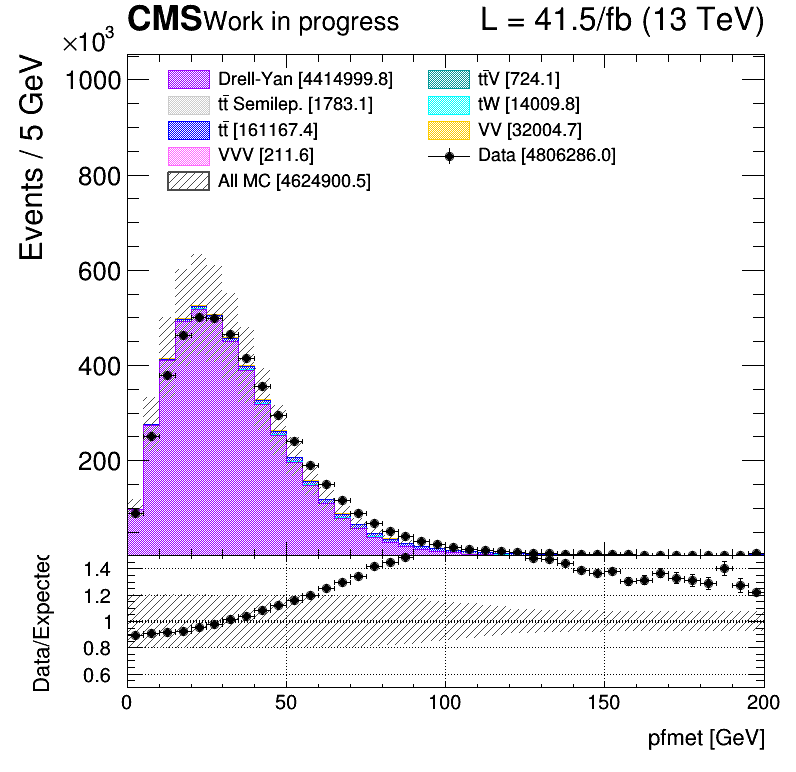 CMS Work in progress L = 41.5/fb (13 TeV)
×10³
Events / 5 GeV
1000
800
600
400
200
Drell-Yan [4414999.8]
tt̄ Semilep. [1783.1]
tt̄ [161167.4]
VVV [211.6]
All MC [4624900.5]
tt̄V [724.1]
tW [14009.8]
VV [32004.7]
Data [4806286.0]
Data/Expected
1.4
1.2
1
0.8
0.6
0 50 100 150 200
pfmet [GeV]